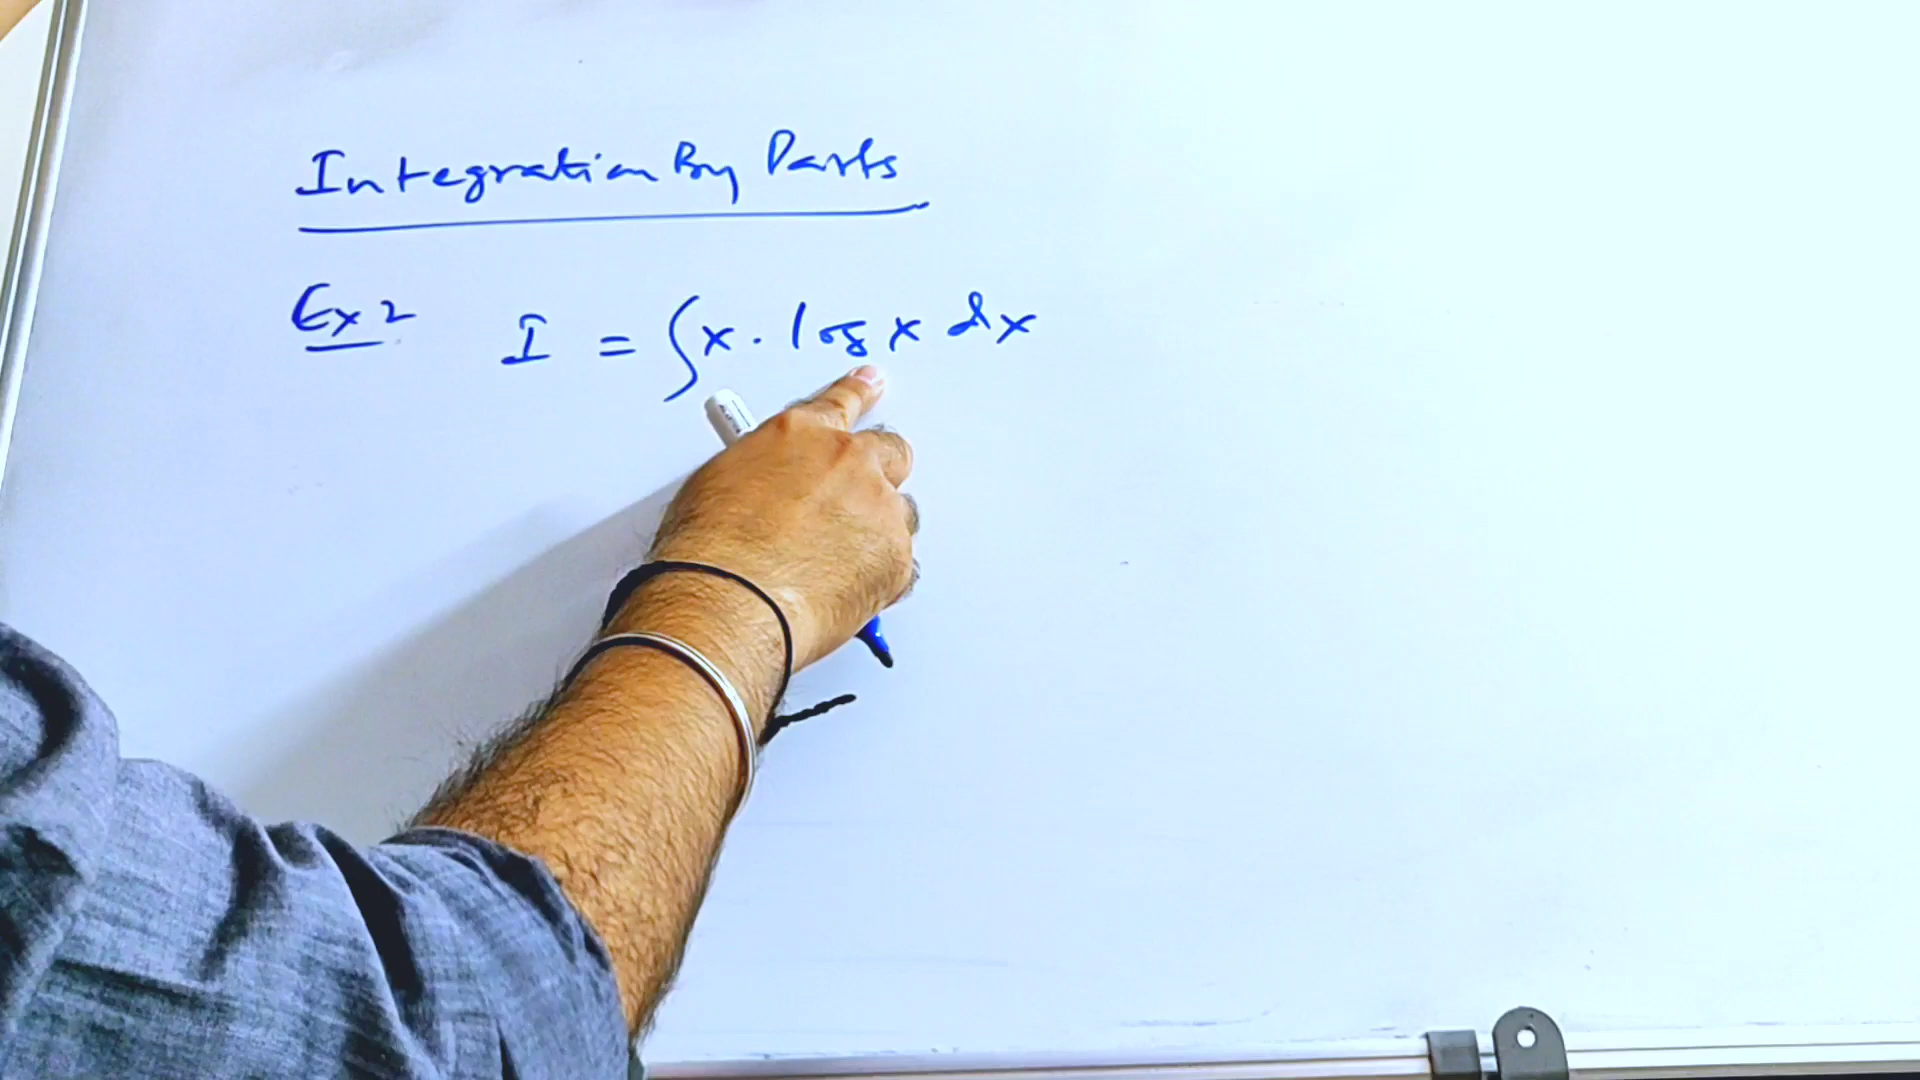 Integration By Parts
Ex 2 I = ∫x. log x dx